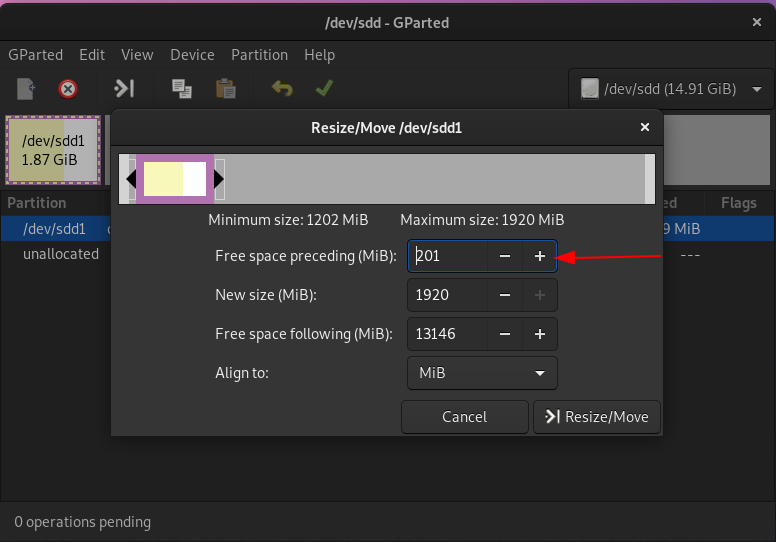 /dev/sdd - GParted
GParted Edit View Device Partition Help
/dev/sdd (14.91 GiB)
/dev/sdd1
1.87 GiB
Resize/Move /dev/sdd1
Minimum size: 1202 MiB Maximum size: 1920 MiB
Free space preceding (MiB): 201
New size (MiB): 1920
Free space following (MiB): 13146
Align to: MiB
Cancel Resize/Move
Partition Flags
/dev/sdd1 MiB
unallocated ---
0 operations pending